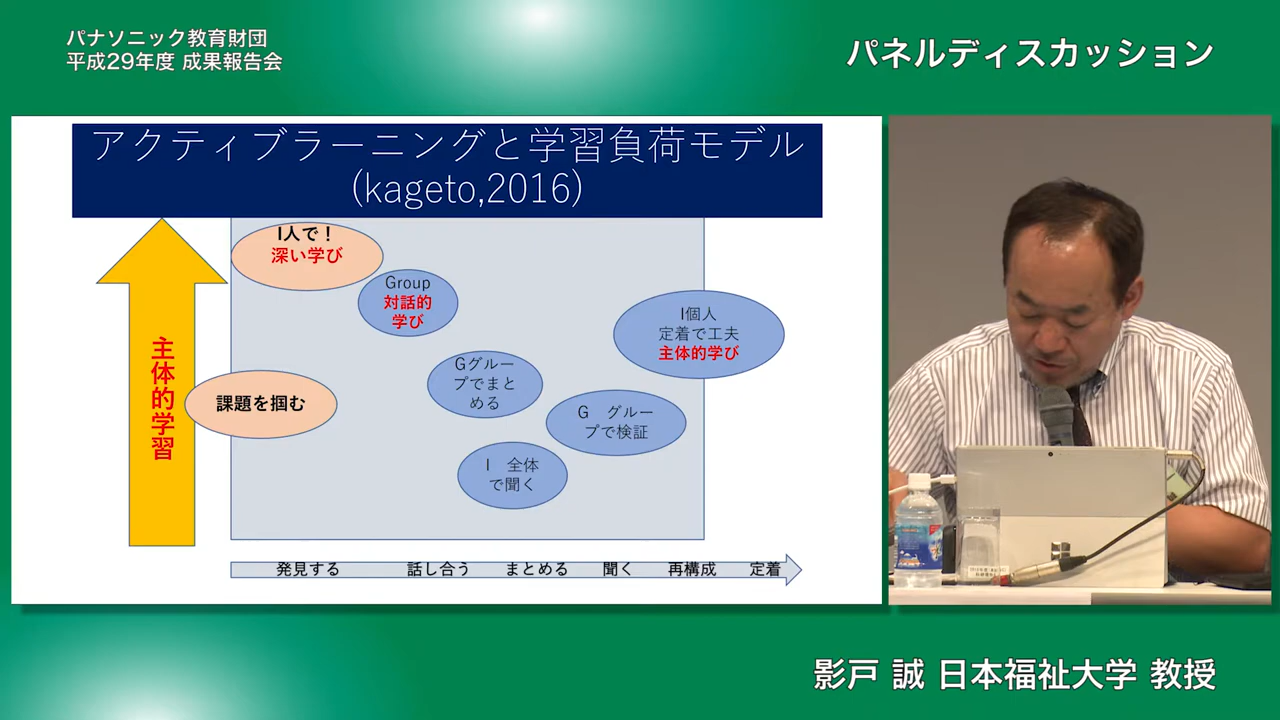 パナソニック教育財団
平成29年度 成果報告会
パネルディスカッション
アクティブラーニングと学習負荷モデル
(kageto,2016)
I人で！
深い学び
Group
対話的
学び
I個人
定着で工夫
主体的学び
主体的学習
Gグルー
プでまと
める
課題を掴む
G　グルー
プで検証
I　全体
で聞く
発見する 話し合う まとめる 聞く 再構成 定着
影戸 誠 日本福祉大学 教授